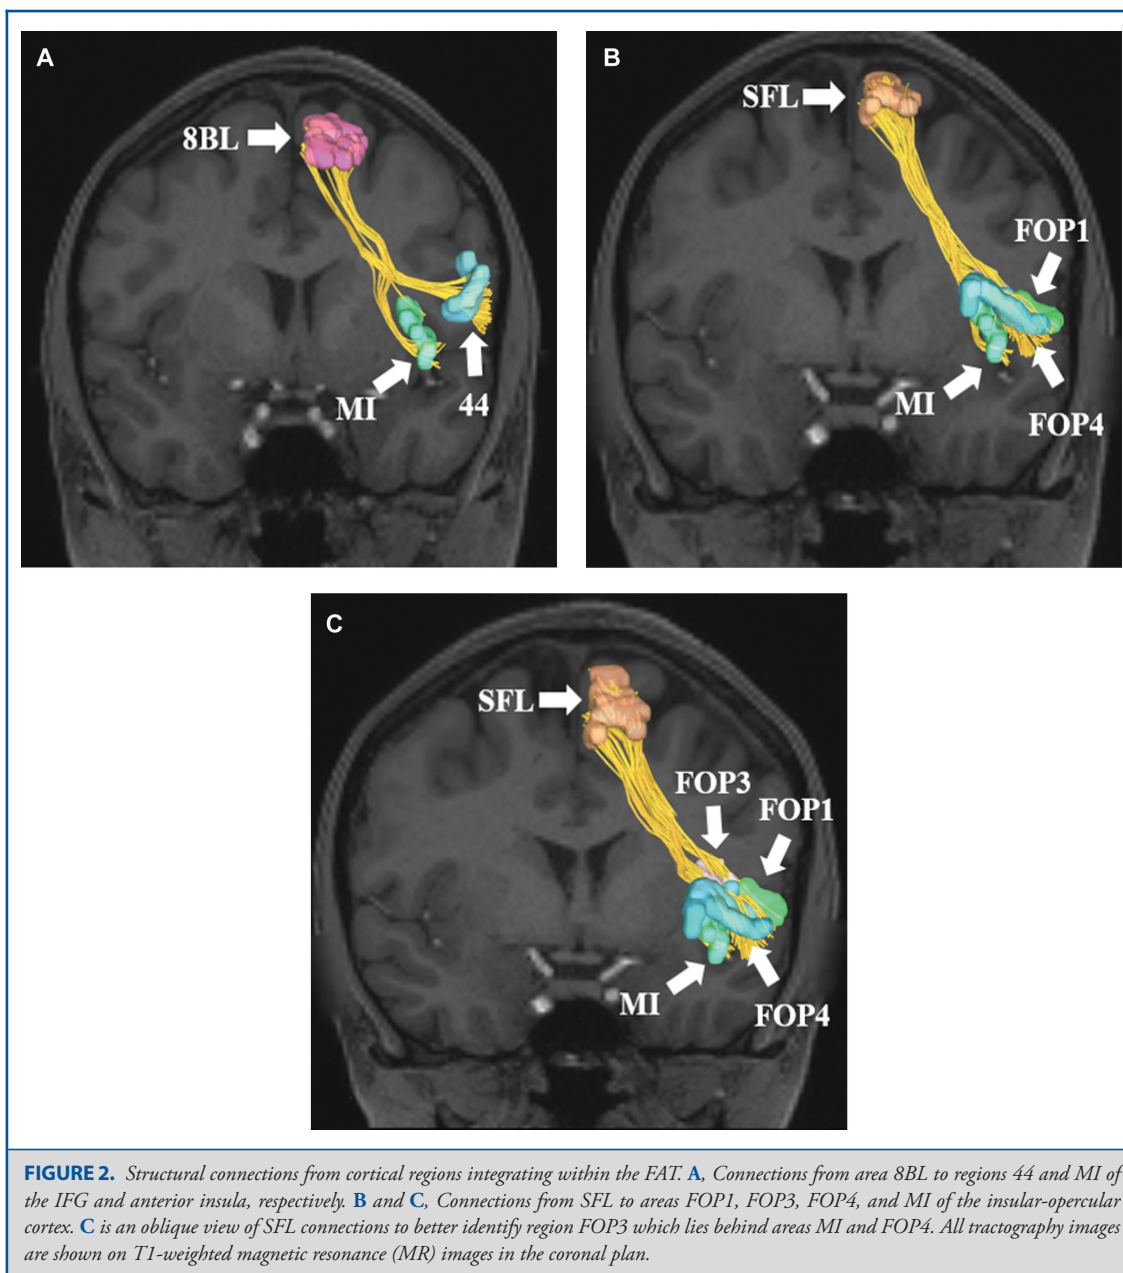 A
8BL
MI
44
B
SFL
FOP1
MI
FOP4
C
SFL
FOP3
FOP1
MI
FOP4
FIGURE 2. Structural connections from cortical regions integrating within the FAT. A, Connections from area 8BL to regions 44 and MI of
the IFG and anterior insula, respectively. B and C, Connections from SFL to areas FOP1, FOP3, FOP4, and MI of the insular-opercular
cortex. C is an oblique view of SFL connections to better identify region FOP3 which lies behind areas MI and FOP4. All tractography images
are shown on T1-weighted magnetic resonance (MR) images in the coronal plan.